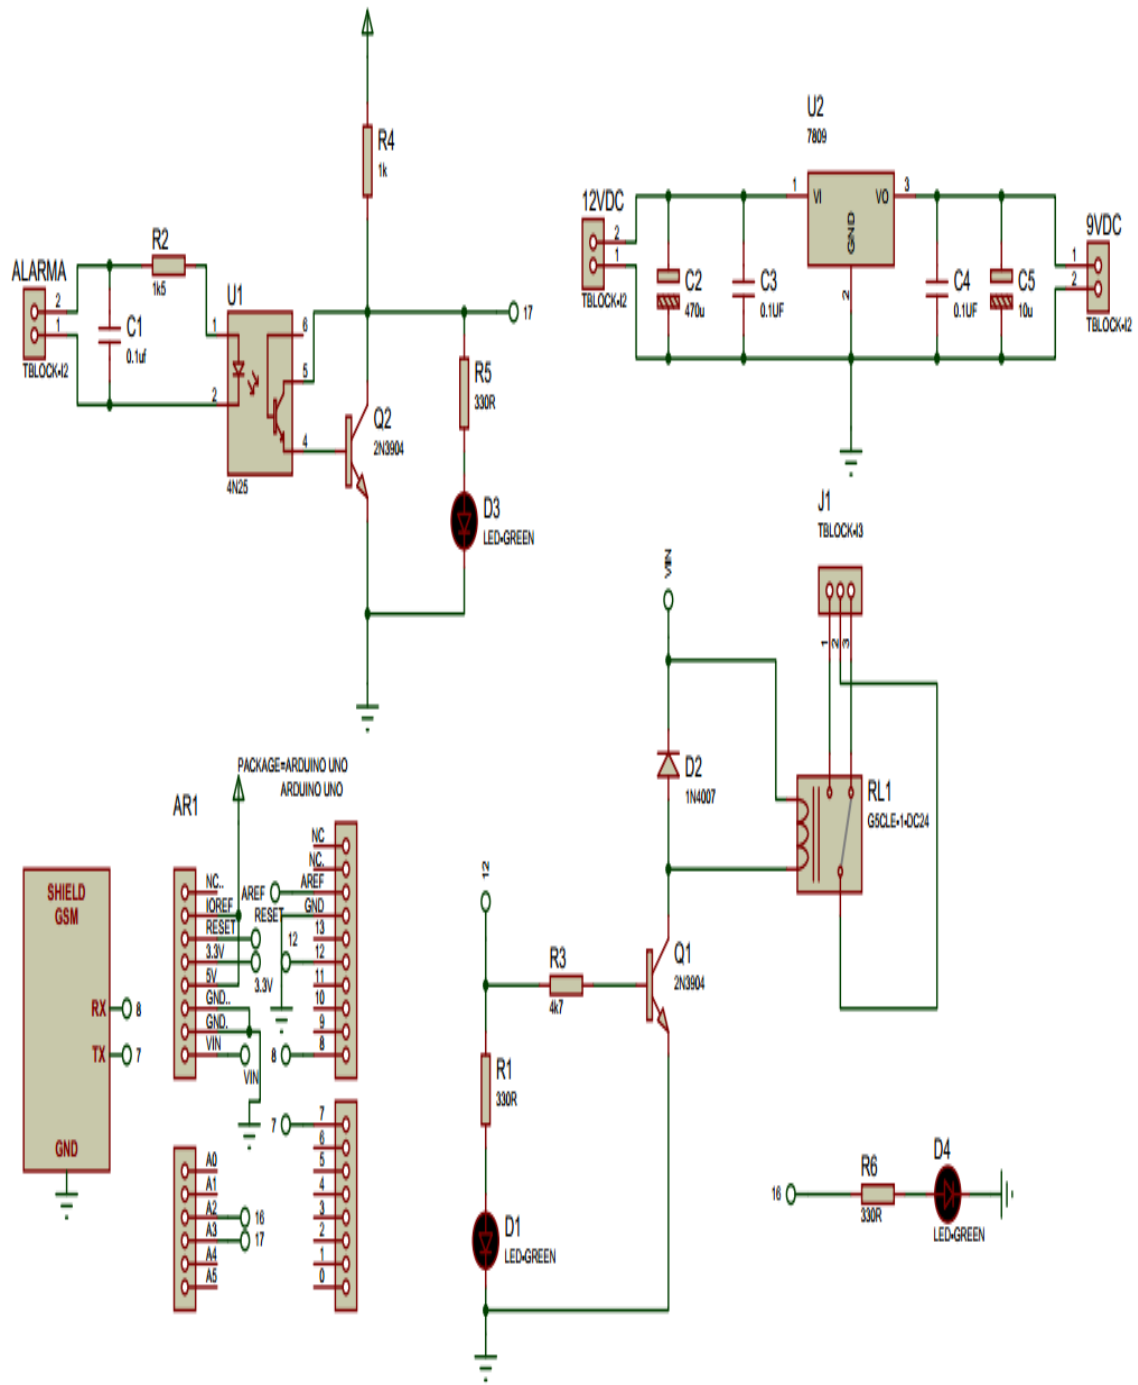 R4
1k
ALARMA
2
1
TBLOCK-I2
R2
1k5
C1
0.1uf
U1
1
2
6
5
4
4N25
Q2
2N3904
17
R5
330R
D3
LED-GREEN
U2
7809
12VDC
2
1
TBLOCK-I2
C2
470u
C3
0.1UF
1
VI
VO
3
GND
2
C4
0.1UF
C5
10u
9VDC
1
2
TBLOCK-I2
J1
TBLOCK-I3
1
2
3
VIN
D2
1N4007
RL1
G5CLE-1-DC24
12
R3
4k7
Q1
2N3904
R1
330R
D1
LED-GREEN
16
R6
330R
D4
LED-GREEN
SHIELD
GSM
RX
8
TX
7
GND
AR1
PACKAGE=ARDUINO UNO
ARDUINO UNO
NC..
IOREF
RESET
3.3V
5V
GND..
GND.
VIN
RESET
3.3V
VIN
A0
A1
A2
A3
A4
A5
16
17
NC
NC.
AREF
AREF
GND
13
12
12
11
10
9
8
8
7
7
6
5
4
3
2
1
0